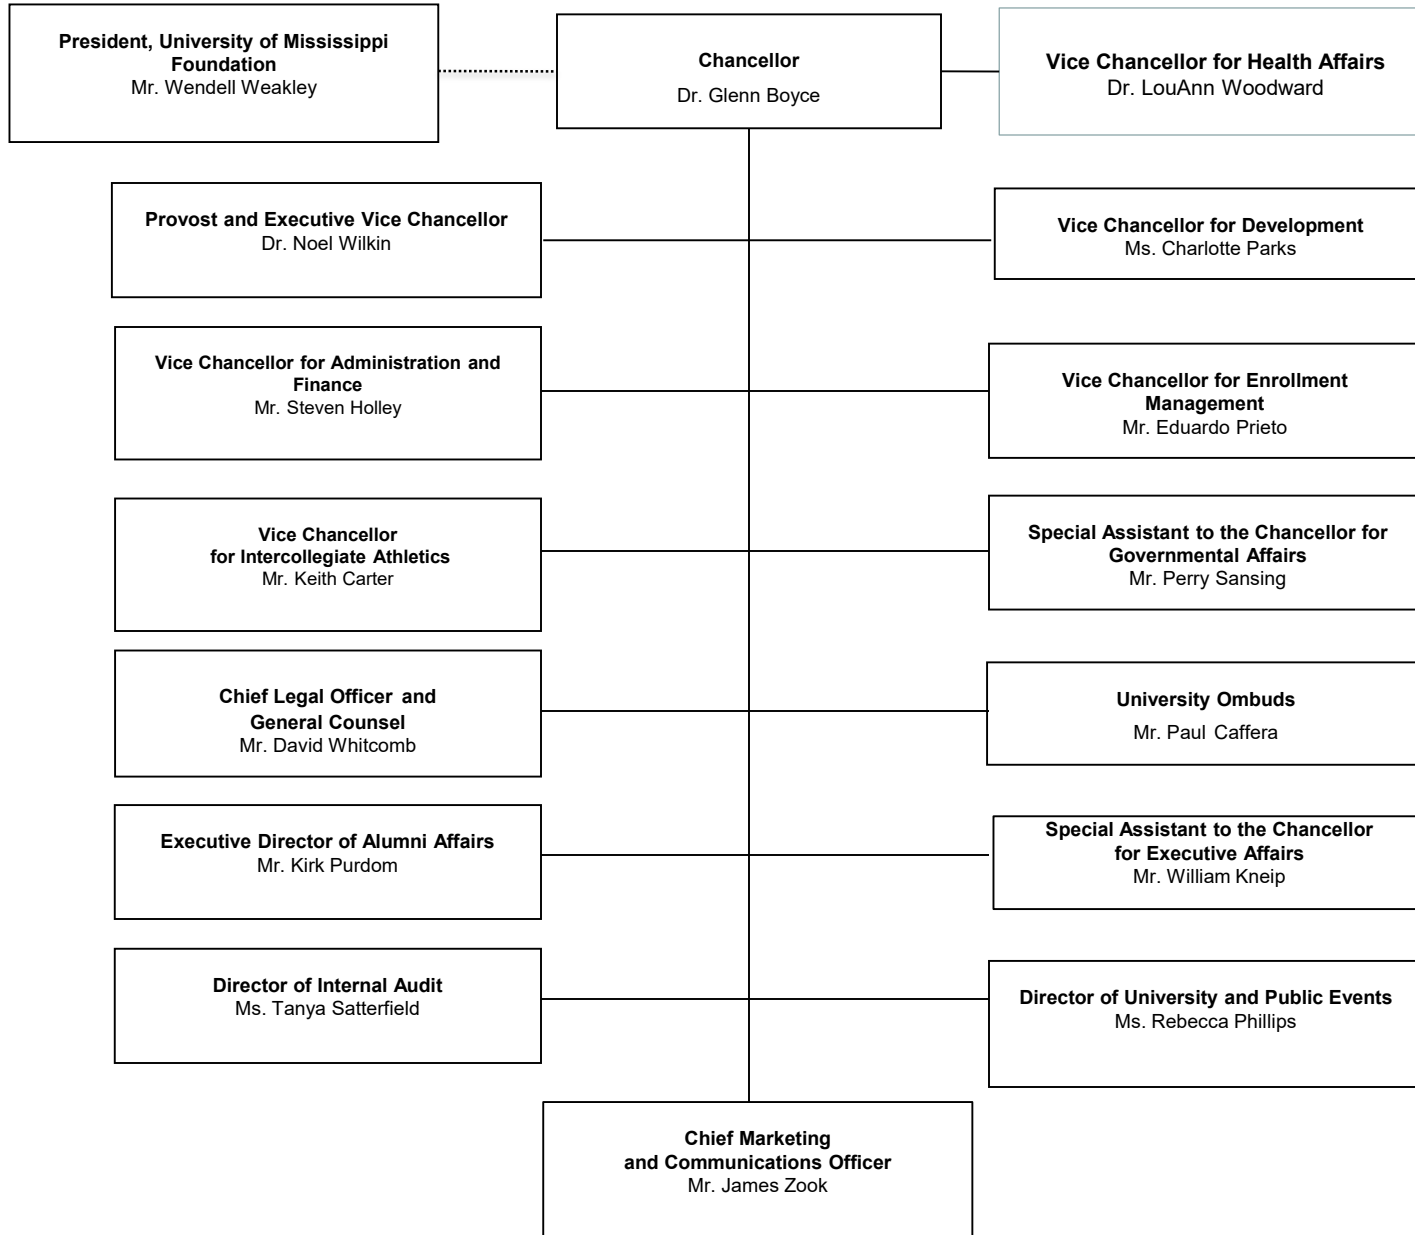 President, University of Mississippi
Foundation
Mr. Wendell Weakley
Chancellor
Dr. Glenn Boyce
Vice Chancellor for Health Affairs
Dr. LouAnn Woodward
Provost and Executive Vice Chancellor
Dr. Noel Wilkin
Vice Chancellor for Development
Ms. Charlotte Parks
Vice Chancellor for Administration and
Finance
Mr. Steven Holley
Vice Chancellor for Enrollment
Management
Mr. Eduardo Prieto
Vice Chancellor
for Intercollegiate Athletics
Mr. Keith Carter
Special Assistant to the Chancellor for
Governmental Affairs
Mr. Perry Sansing
Chief Legal Officer and
General Counsel
Mr. David Whitcomb
University Ombuds
Mr. Paul Caffera
Executive Director of Alumni Affairs
Mr. Kirk Purdom
Special Assistant to the Chancellor
for Executive Affairs
Mr. William Kneip
Director of Internal Audit
Ms. Tanya Satterfield
Director of University and Public Events
Ms. Rebecca Phillips
Chief Marketing
and Communications Officer
Mr. James Zook